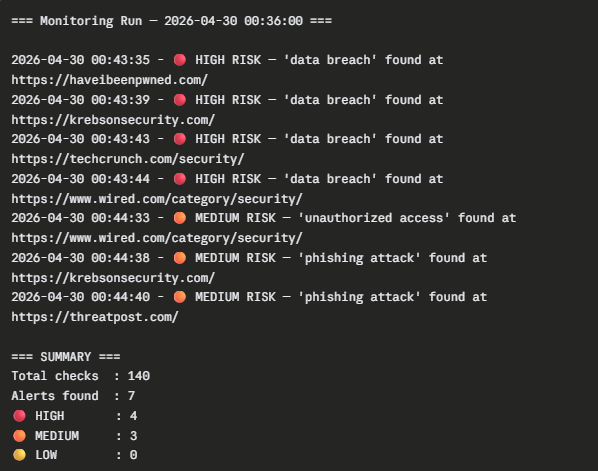 === Monitoring Run — 2026-04-30 00:36:00 ===
2026-04-30 00:43:35 - 🔴 HIGH RISK — 'data breach' found at
https://haveibeenpwned.com/
2026-04-30 00:43:39 - 🔴 HIGH RISK — 'data breach' found at
https://krebsonsecurity.com/
2026-04-30 00:43:43 - 🔴 HIGH RISK — 'data breach' found at
https://techcrunch.com/security/
2026-04-30 00:43:44 - 🔴 HIGH RISK — 'data breach' found at
https://www.wired.com/category/security/
2026-04-30 00:44:33 - 🟠 MEDIUM RISK — 'unauthorized access' found at
https://www.wired.com/category/security/
2026-04-30 00:44:38 - 🟠 MEDIUM RISK — 'phishing attack' found at
https://krebsonsecurity.com/
2026-04-30 00:44:40 - 🟠 MEDIUM RISK — 'phishing attack' found at
https://threatpost.com/
=== SUMMARY ===
Total checks  : 140
Alerts found  : 7
🔴 HIGH       : 4
🟠 MEDIUM     : 3
🟡 LOW        : 0